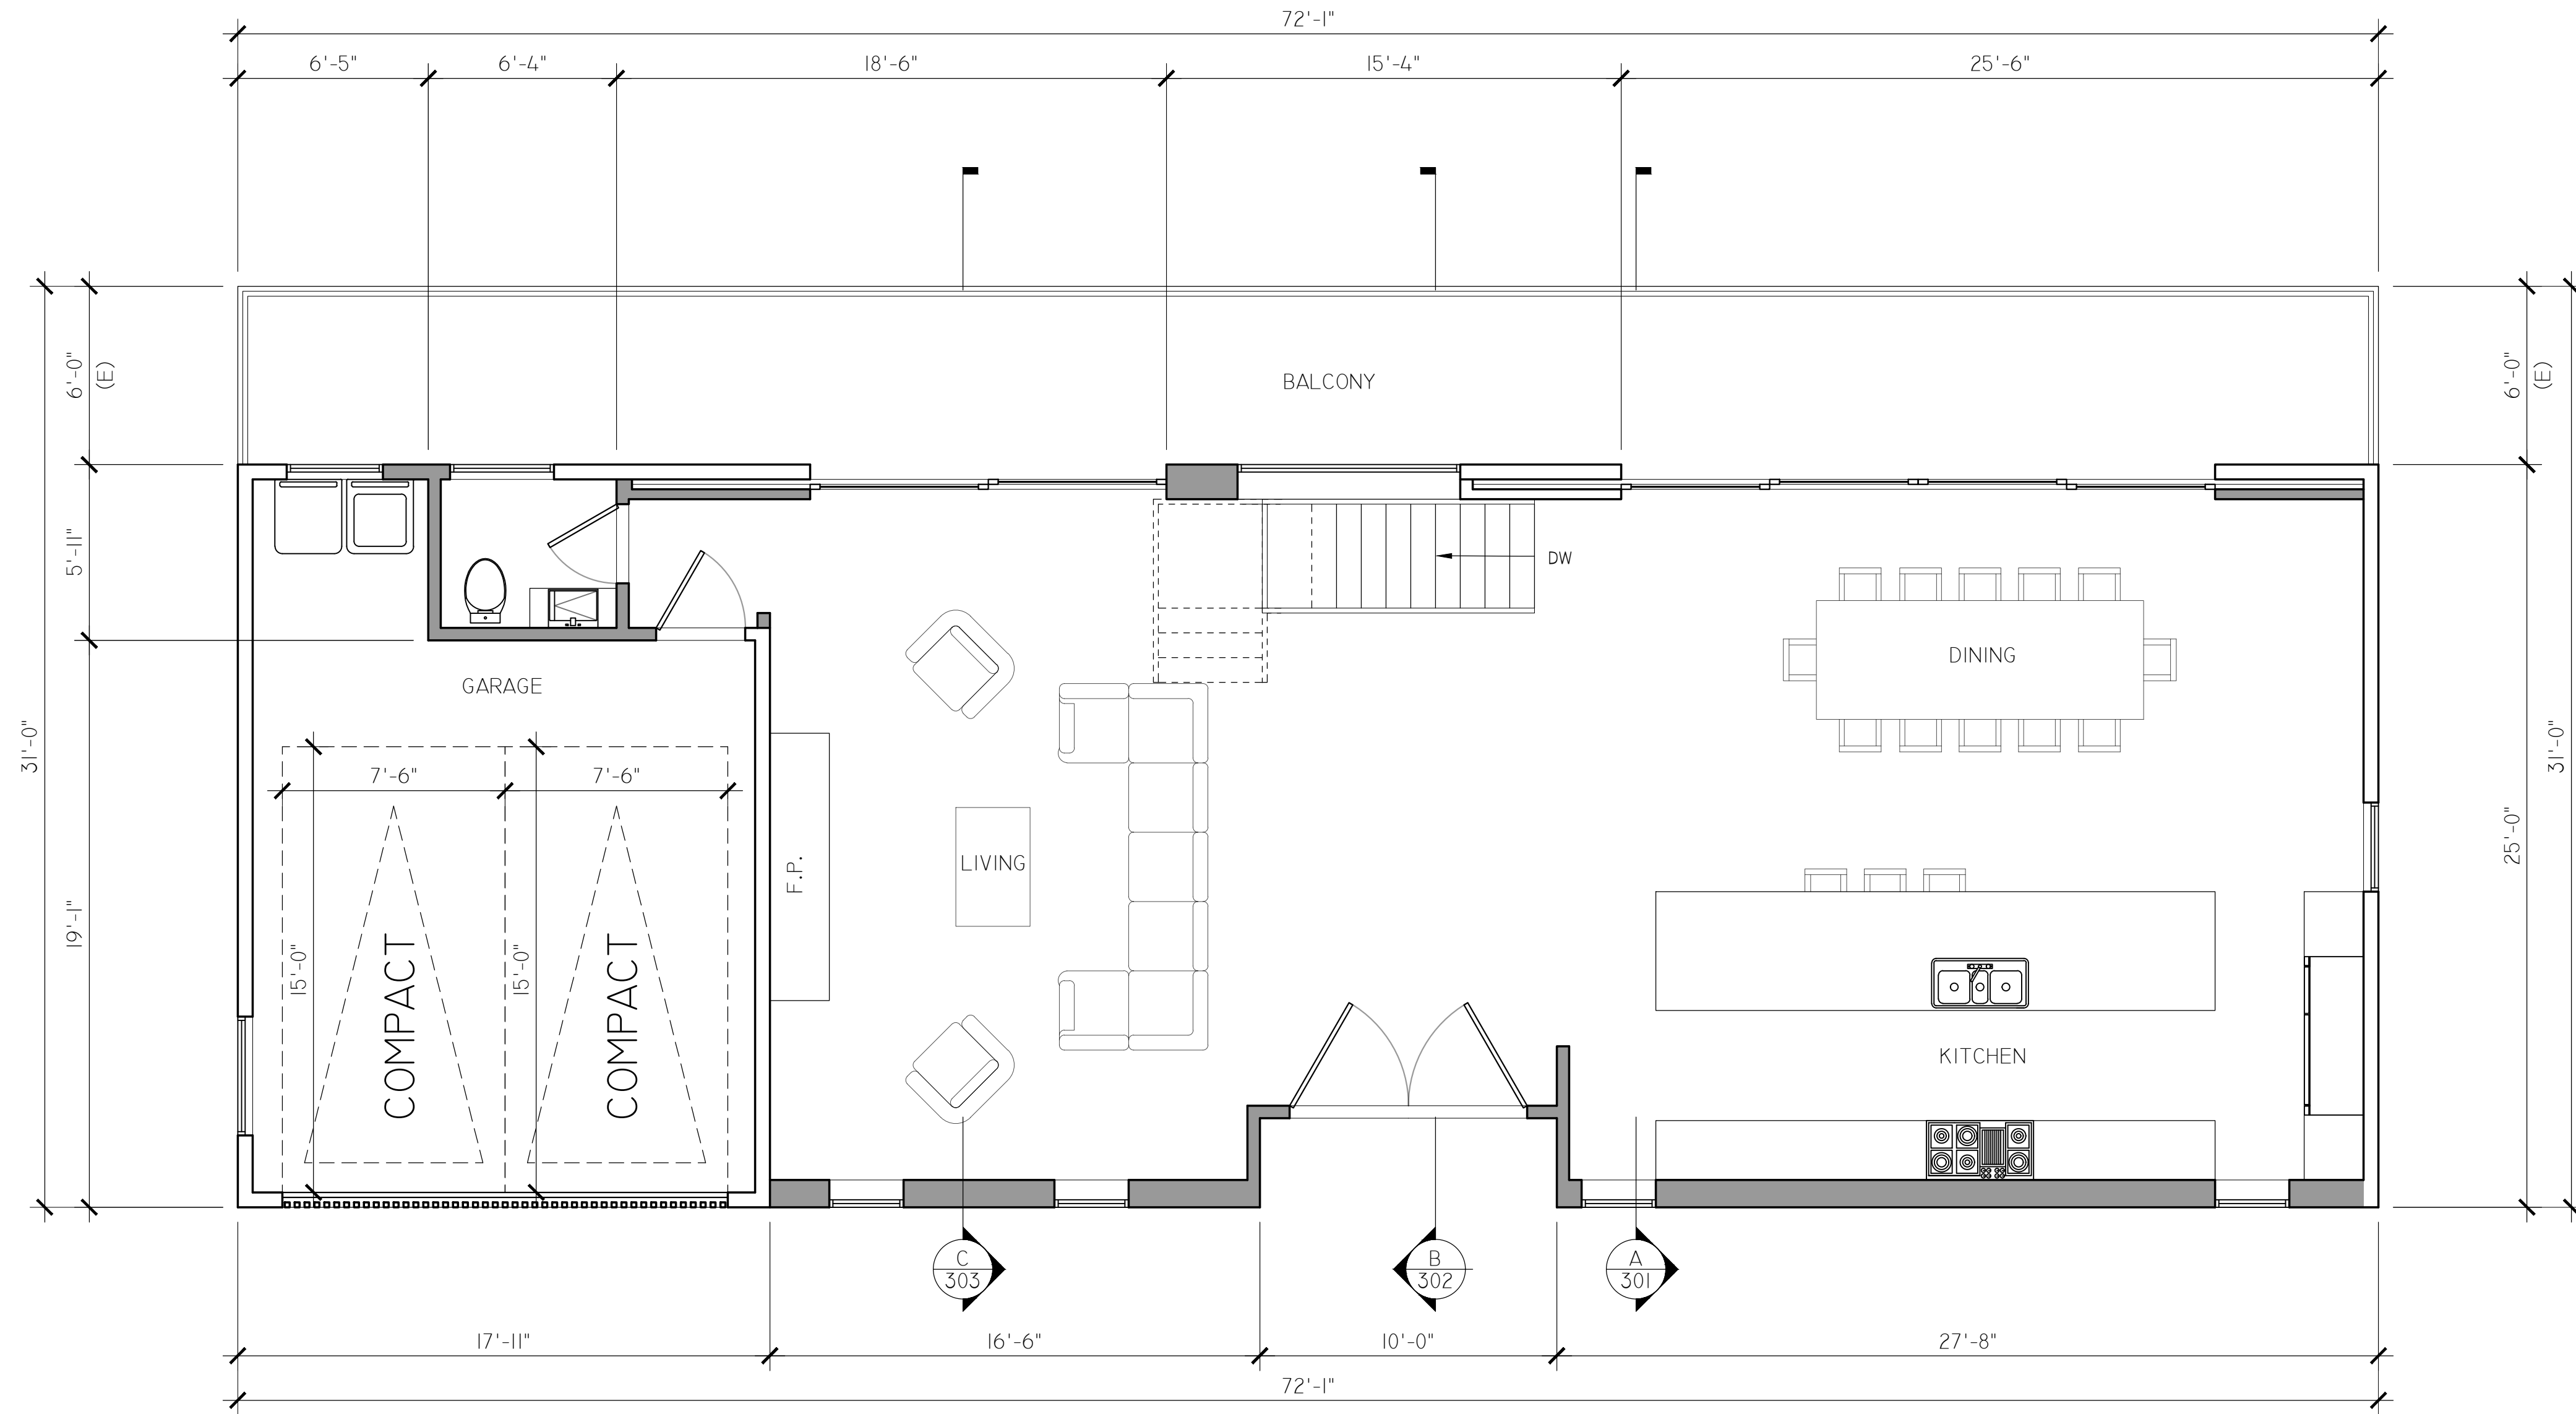 72'-1"
6'-5" 6'-4" 18'-6" 15'-4" 25'-6"
BALCONY
6'-0"
(E)
6'-0"
(E)
5'-11"
DW
DINING
GARAGE
31'-0"
31'-0"
7'-6" 7'-6"
25'-0"
F.P.
LIVING
19'-1"
15'-0"
COMPACT
15'-0"
COMPACT
KITCHEN
C
303
B
302
A
301
17'-11" 16'-6" 10'-0" 27'-8"
72'-1"